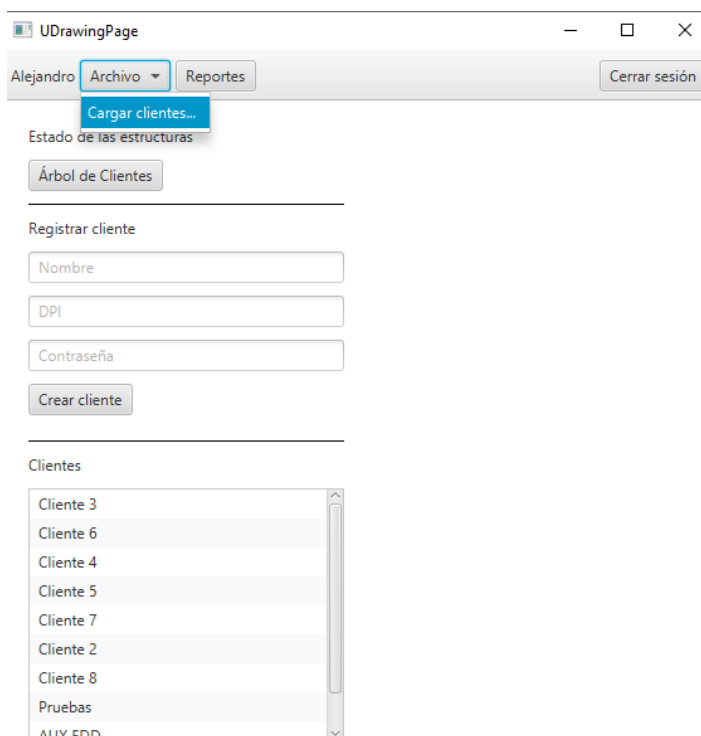 UDrawingPage
Alejandro Archivo Reportes Cerrar sesión
Cargar clientes...
Estado de las estructuras
Árbol de Clientes
Registrar cliente
Nombre
DPI
Contraseña
Crear cliente
Clientes
Cliente 3
Cliente 6
Cliente 4
Cliente 5
Cliente 7
Cliente 2
Cliente 8
Pruebas
AUX EDD